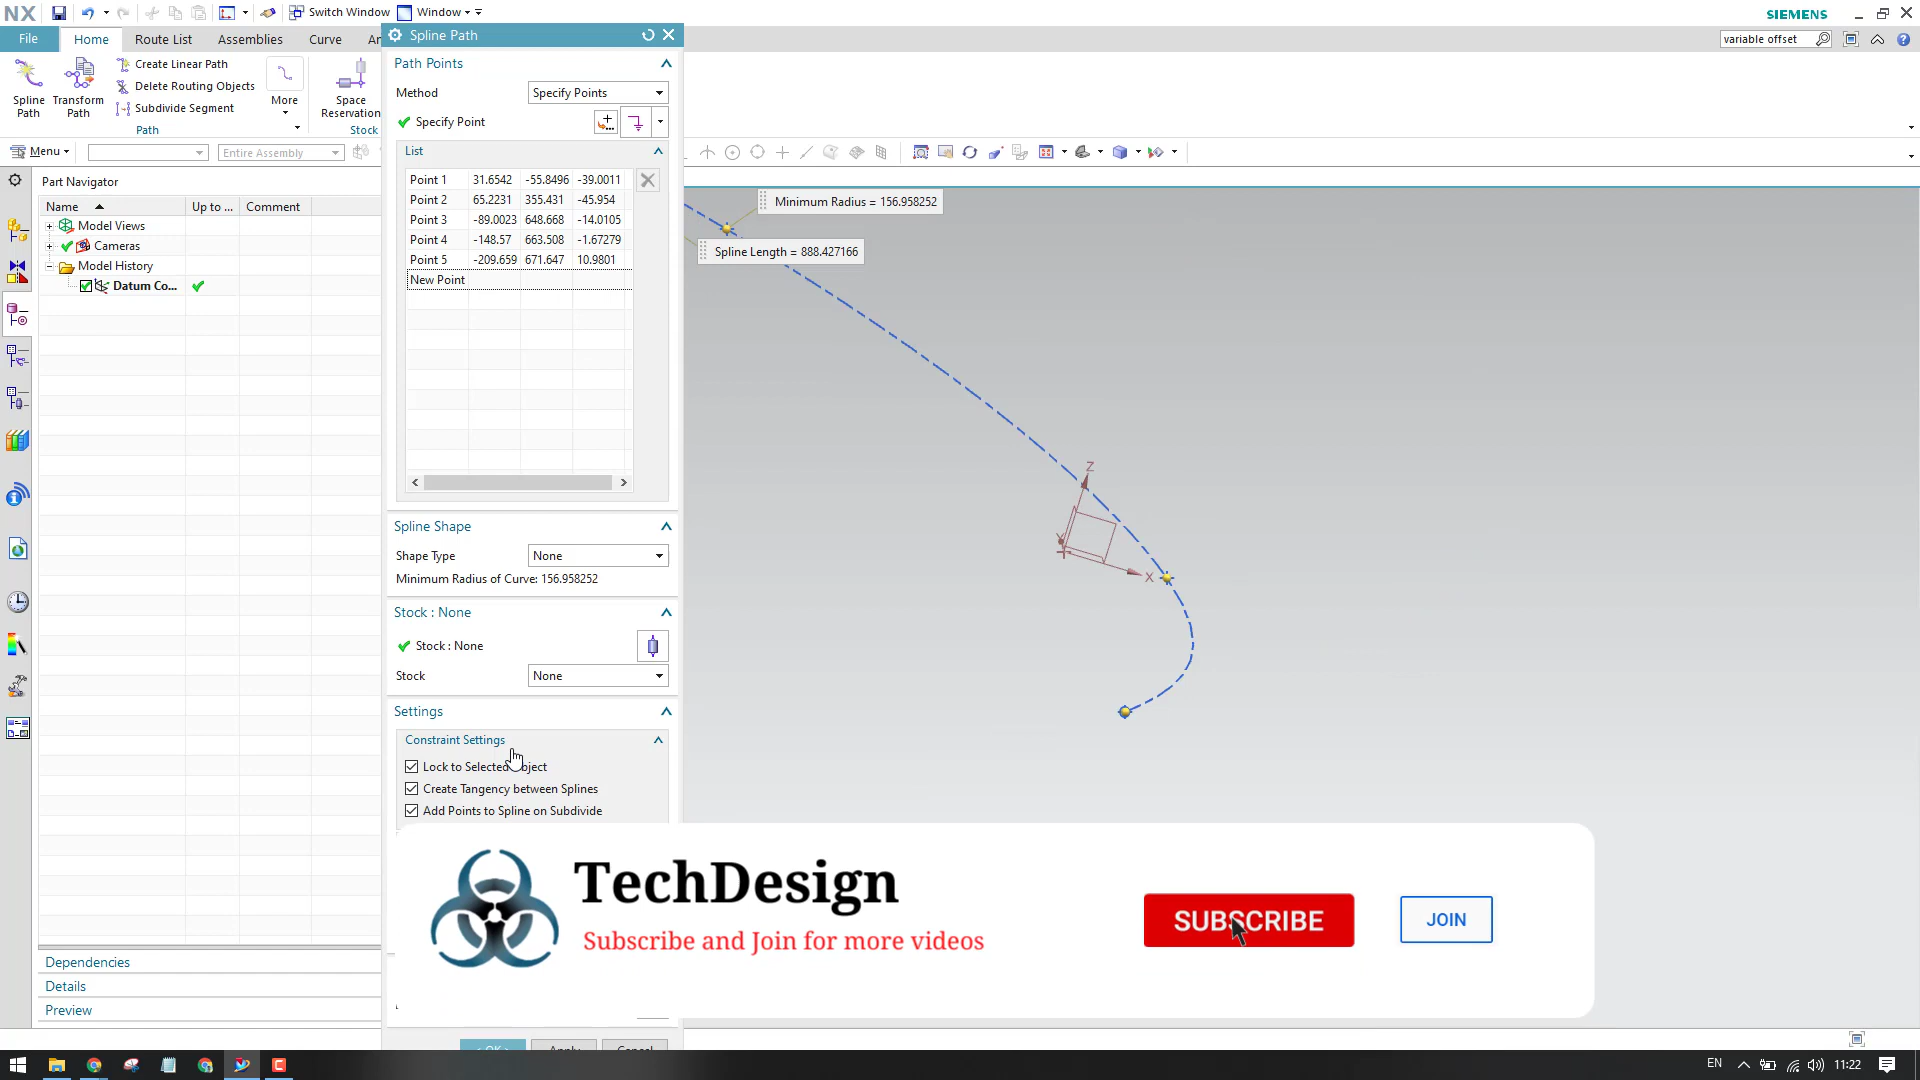 NX
Switch Window
Window
SIEMENS
File
Home
Route List
Assemblies
Curve
variable offset
Spline Path
Spline
Path
Transform
Path
Create Linear Path
Delete Routing Objects
Subdivide Segment
More
Space
Reservation
Path
Stock
Menu
Entire Assembly
Part Navigator
Name
Up to ...
Comment
Model Views
Cameras
Model History
Datum Co...
Dependencies
Details
Preview
Path Points
Method
Specify Points
Specify Point
List
Point 1 31.6542 -55.8496 -39.0011
Point 2 65.2231 355.431 -45.954
Point 3 -89.0023 648.668 -14.0105
Point 4 -148.57 663.508 -1.67279
Point 5 -209.659 671.647 10.9801
New Point
Spline Shape
Shape Type
None
Minimum Radius of Curve: 156.958252
Stock : None
Stock : None
Stock
None
Settings
Constraint Settings
Lock to Selected Object
Create Tangency between Splines
Add Points to Spline on Subdivide
Minimum Radius = 156.958252
Spline Length = 888.427166
Z
Y
X
TechDesign
Subscribe and Join for more videos
SUBSCRIBE
JOIN
< OK >
Apply
Cancel
EN
11:22